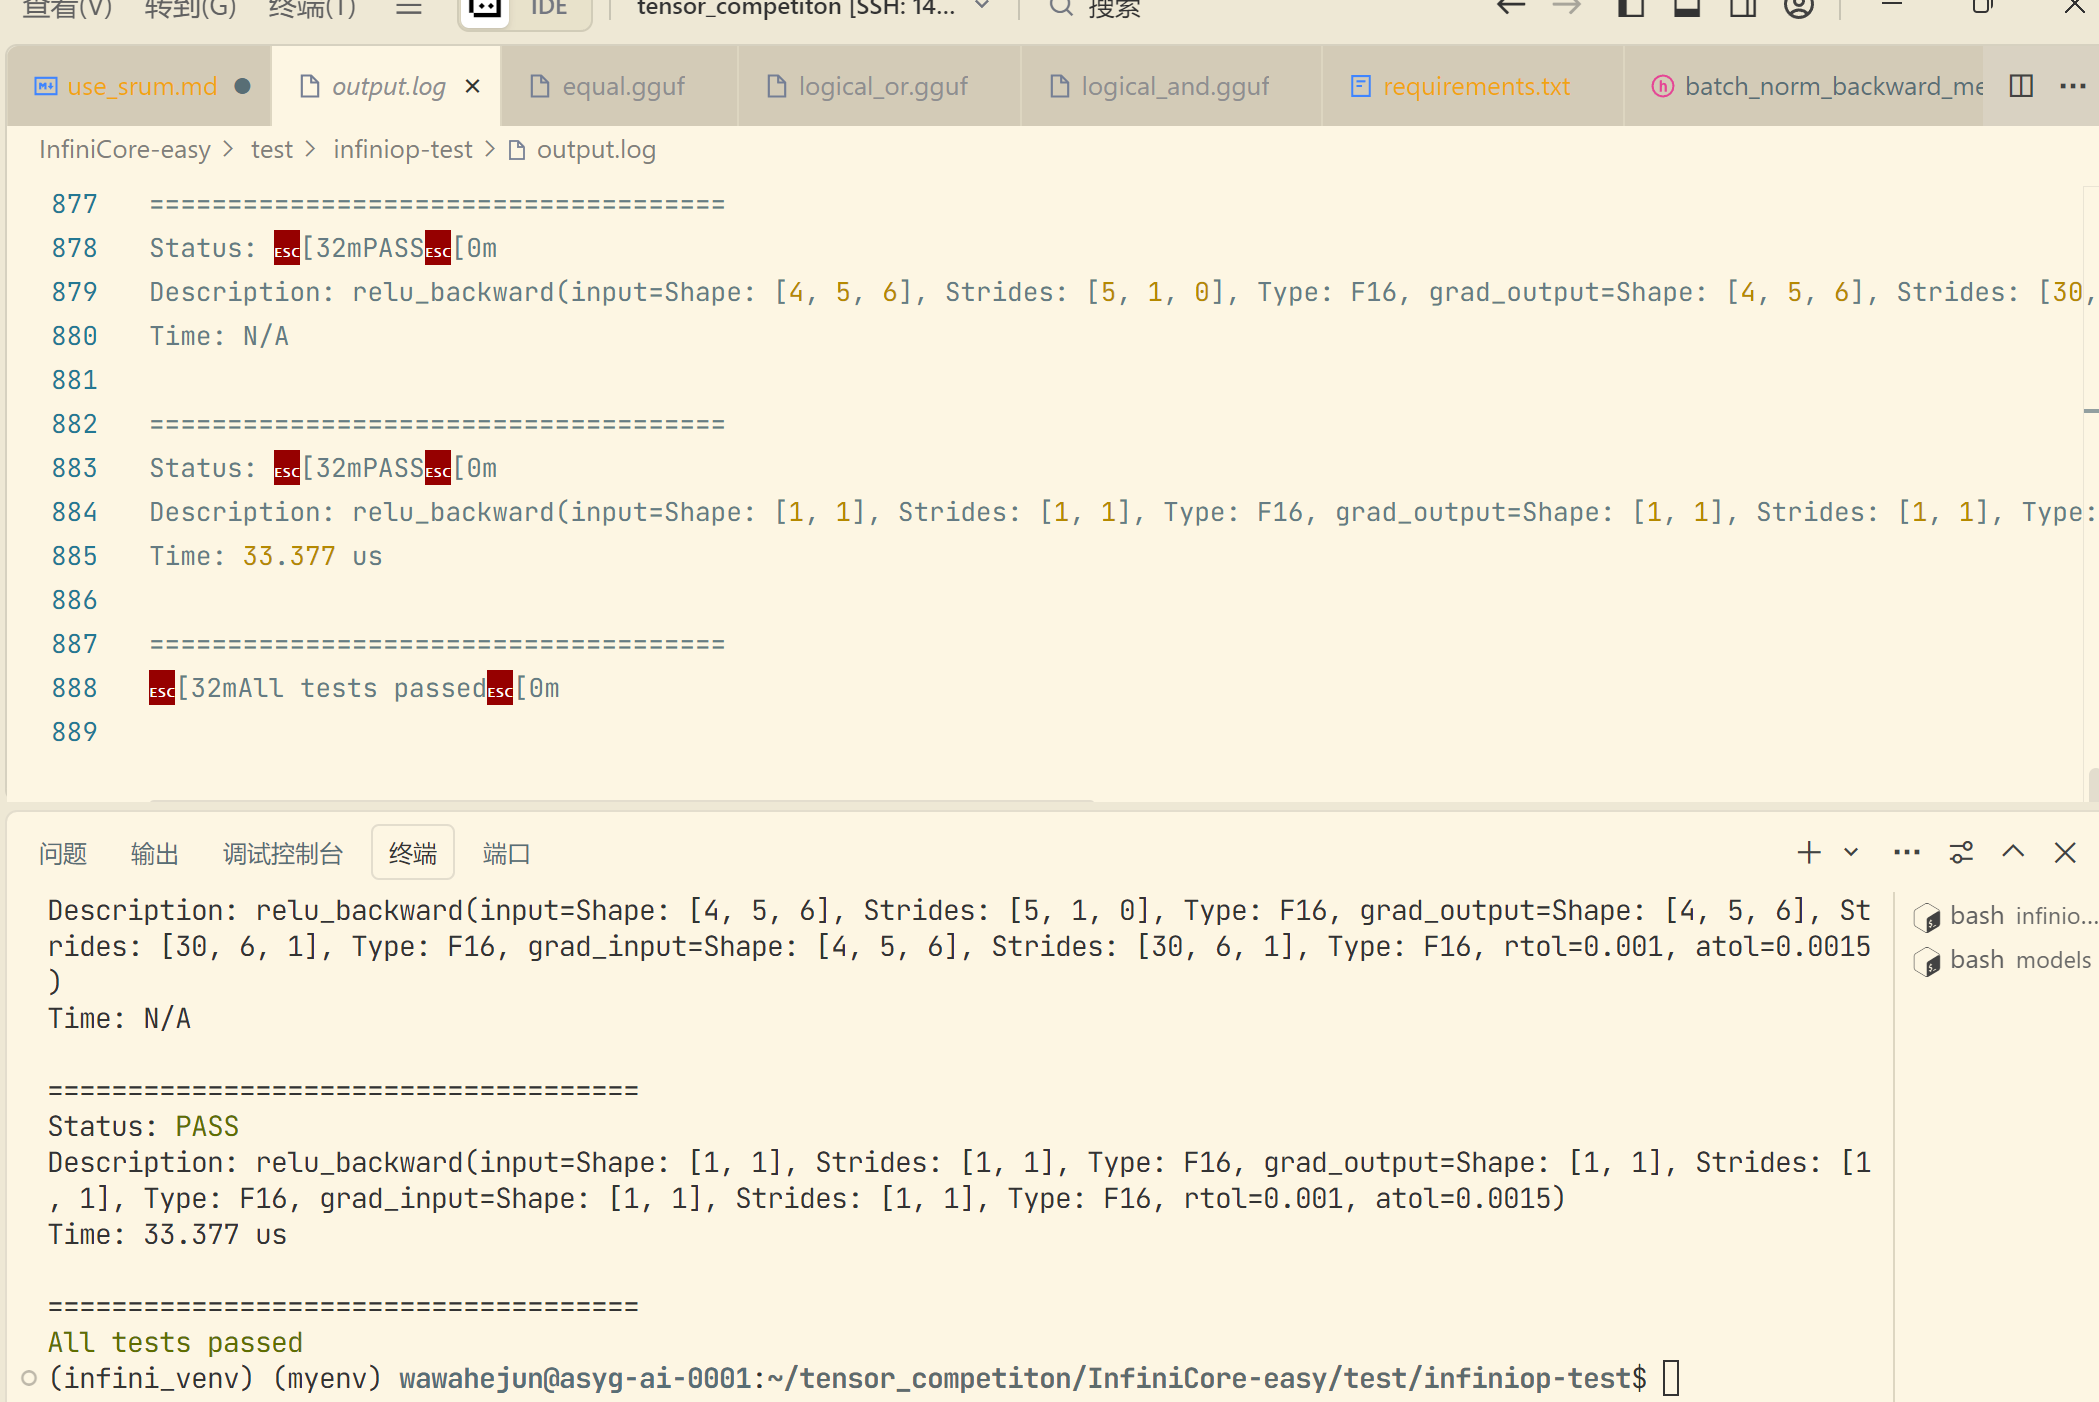 查看(V) 转到(G) 终端(T) IDE tensor_competiton [SSH: 14... 搜索
use_srum.md output.log equal.gguf logical_or.gguf logical_and.gguf requirements.txt batch_norm_backward_me
InfiniCore-easy > test > infiniop-test > output.log
877 =====================================
878 Status: ESC[32mPASSESC[0m
879 Description: relu_backward(input=Shape: [4, 5, 6], Strides: [5, 1, 0], Type: F16, grad_output=Shape: [4, 5, 6], Strides: [30,
880 Time: N/A
881
882 =====================================
883 Status: ESC[32mPASSESC[0m
884 Description: relu_backward(input=Shape: [1, 1], Strides: [1, 1], Type: F16, grad_output=Shape: [1, 1], Strides: [1, 1], Type:
885 Time: 33.377 us
886
887 =====================================
888 ESC[32mAll tests passedESC[0m
889
问题 输出 调试控制台 终端 端口
Description: relu_backward(input=Shape: [4, 5, 6], Strides: [5, 1, 0], Type: F16, grad_output=Shape: [4, 5, 6], St
rides: [30, 6, 1], Type: F16, grad_input=Shape: [4, 5, 6], Strides: [30, 6, 1], Type: F16, rtol=0.001, atol=0.0015
)
Time: N/A
=====================================
Status: PASS
Description: relu_backward(input=Shape: [1, 1], Strides: [1, 1], Type: F16, grad_output=Shape: [1, 1], Strides: [1
, 1], Type: F16, grad_input=Shape: [1, 1], Strides: [1, 1], Type: F16, rtol=0.001, atol=0.0015)
Time: 33.377 us
=====================================
All tests passed
(infini_venv) (myenv) wawahejun@asyg-ai-0001:~/tensor_competiton/InfiniCore-easy/test/infiniop-test$
bash infinio...
bash models